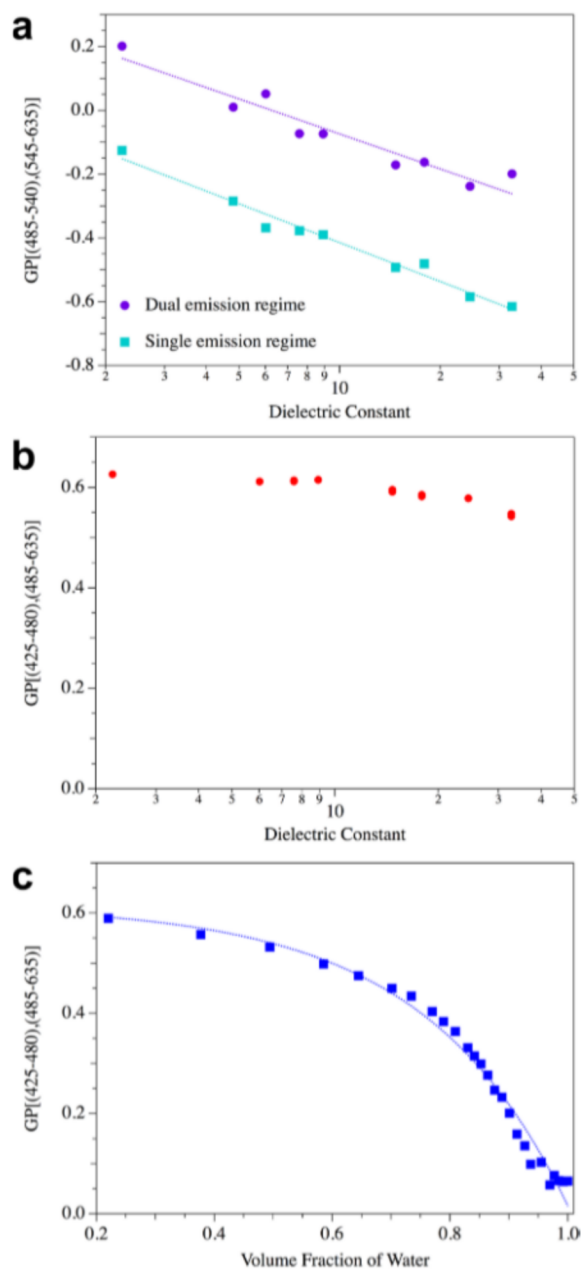 a
GP[(485-540),(545-635)]
0.2
0.0
-0.2
-0.4
-0.6
-0.8
Dual emission regime
Single emission regime
2 3 4 5 6 7 8 9 10 2 3 4 5
Dielectric Constant
b
GP[(425-480),(485-635)]
0.6
0.4
0.2
0.0
2 3 4 5 6 7 8 9 10 2 3 4 5
Dielectric Constant
c
GP[(425-480),(485-635)]
0.6
0.4
0.2
0.0
0.2 0.4 0.6 0.8 1.0
Volume Fraction of Water